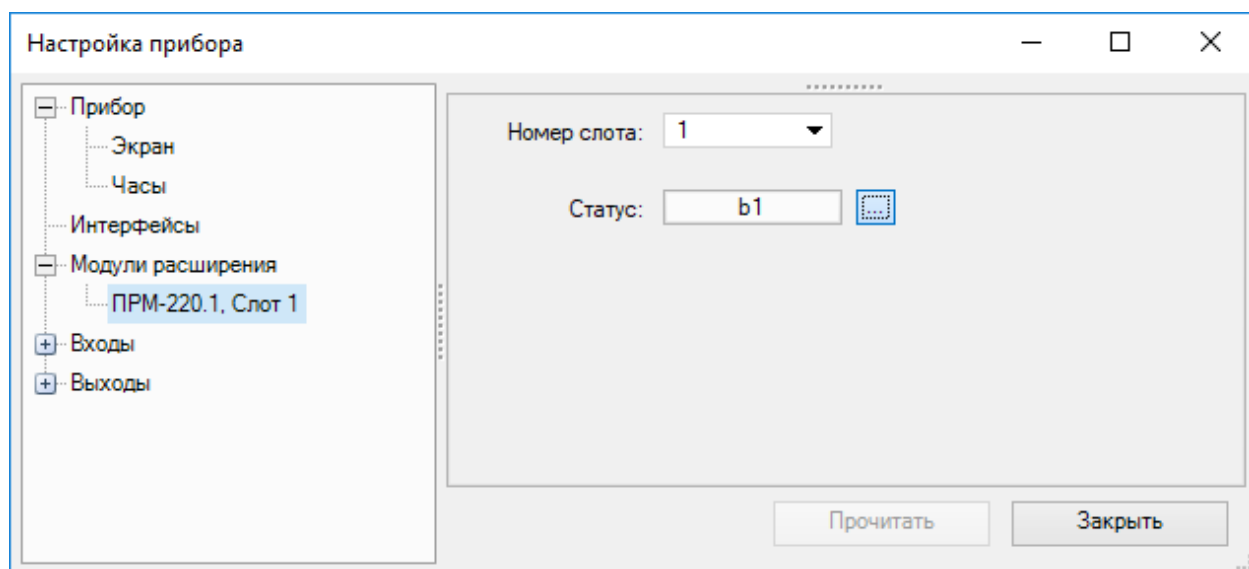 Настройка прибора
Прибор
Экран
Часы
Интерфейсы
Модули расширения
ПРМ-220.1, Слот 1
Входы
Выходы
Номер слота: 1
Статус: b1 ...
Прочитать Закрыть